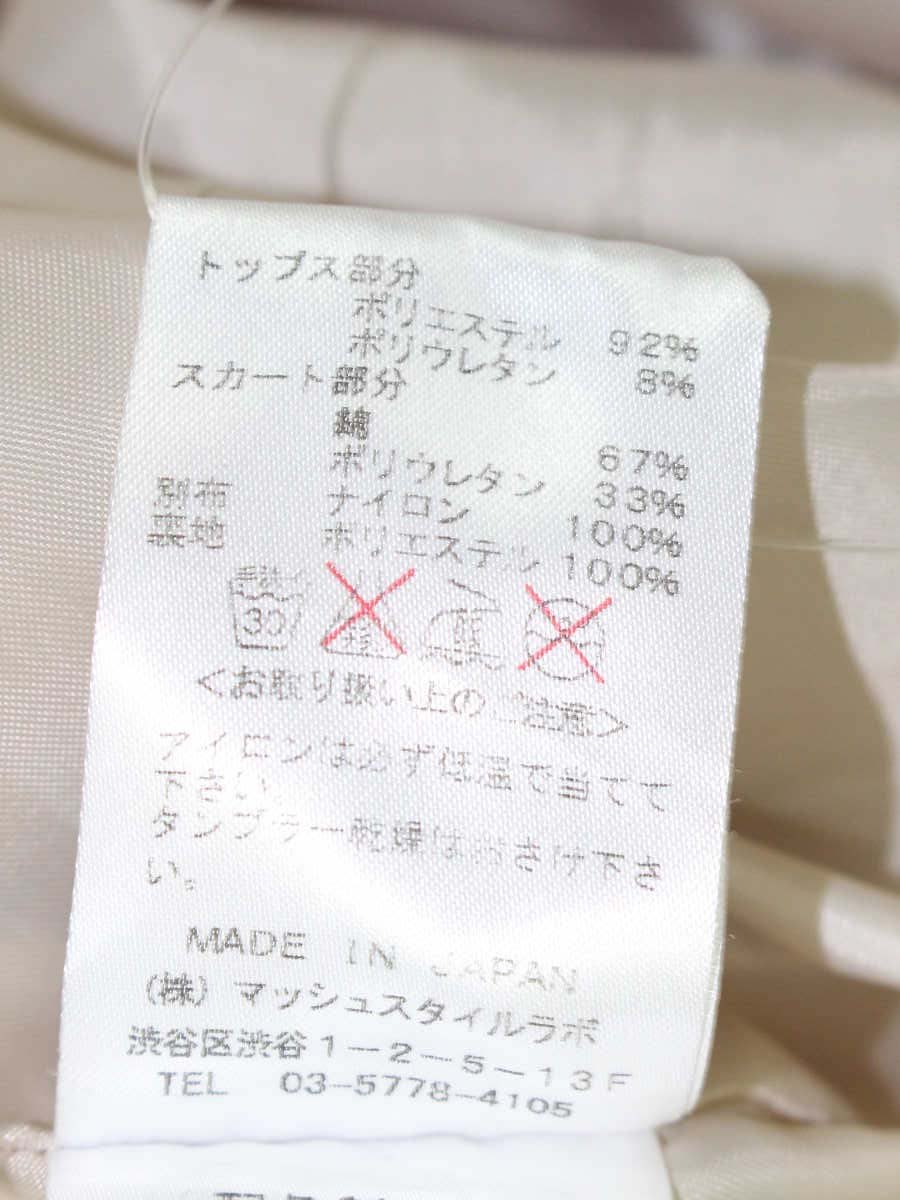 トップス部分
ポリエステル 92%
ポリウレタン 8%
スカート部分
綿 67%
ポリウレタン 33%
別布 ナイロン 100%
裏地 ポリエステル 100%
手洗イ
30
<お取り扱い上のご注意>
アイロンは必ず低温で当てて
下さい。
タンブラー乾燥はおさけ下さ
い。
MADE IN JAPAN
(株)マッシュスタイルラボ
渋谷区渋谷1-2-5-13F
TEL 03-5778-4105